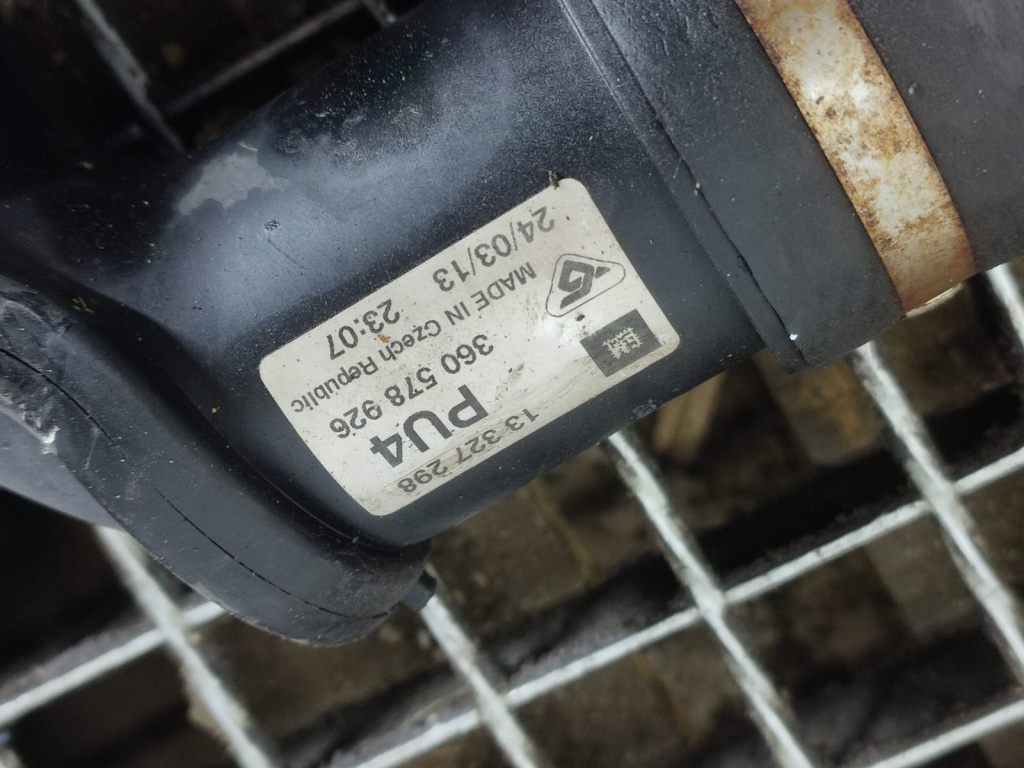 13 327 298
PU4
360 578 926
MADE IN Czech Republic
24/03/13 23:07